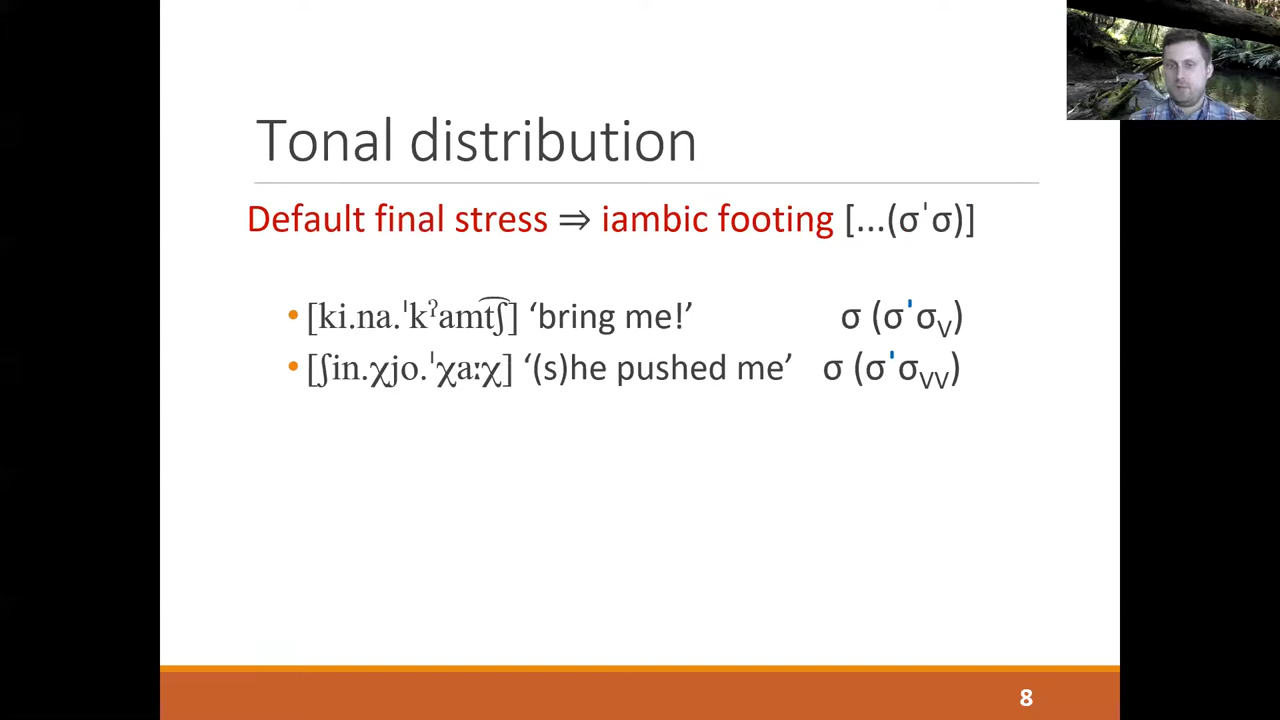 Tonal distribution
Default final stress ⇒ iambic footing [...(σˈσ)]
• [ki.na.ˈkˀamt͡ʃ] ‘bring me!’ σ (σˈσV)
• [ʃin.χjo.ˈχaːχ] ‘(s)he pushed me’ σ (σˈσVV)
8